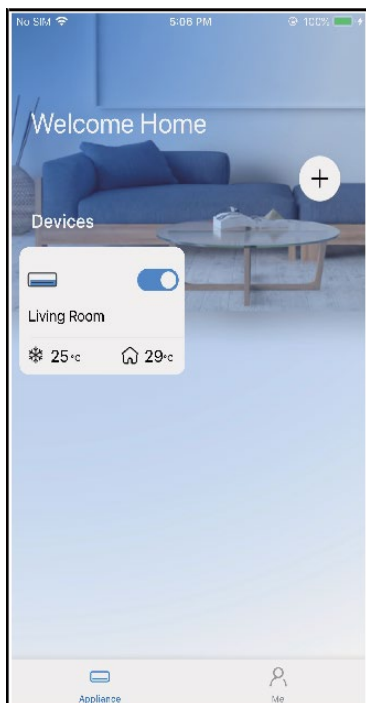 No SIM 5:06 PM 100%
Welcome Home
+
Devices
Living Room
25°C 29°C
Appliance Me